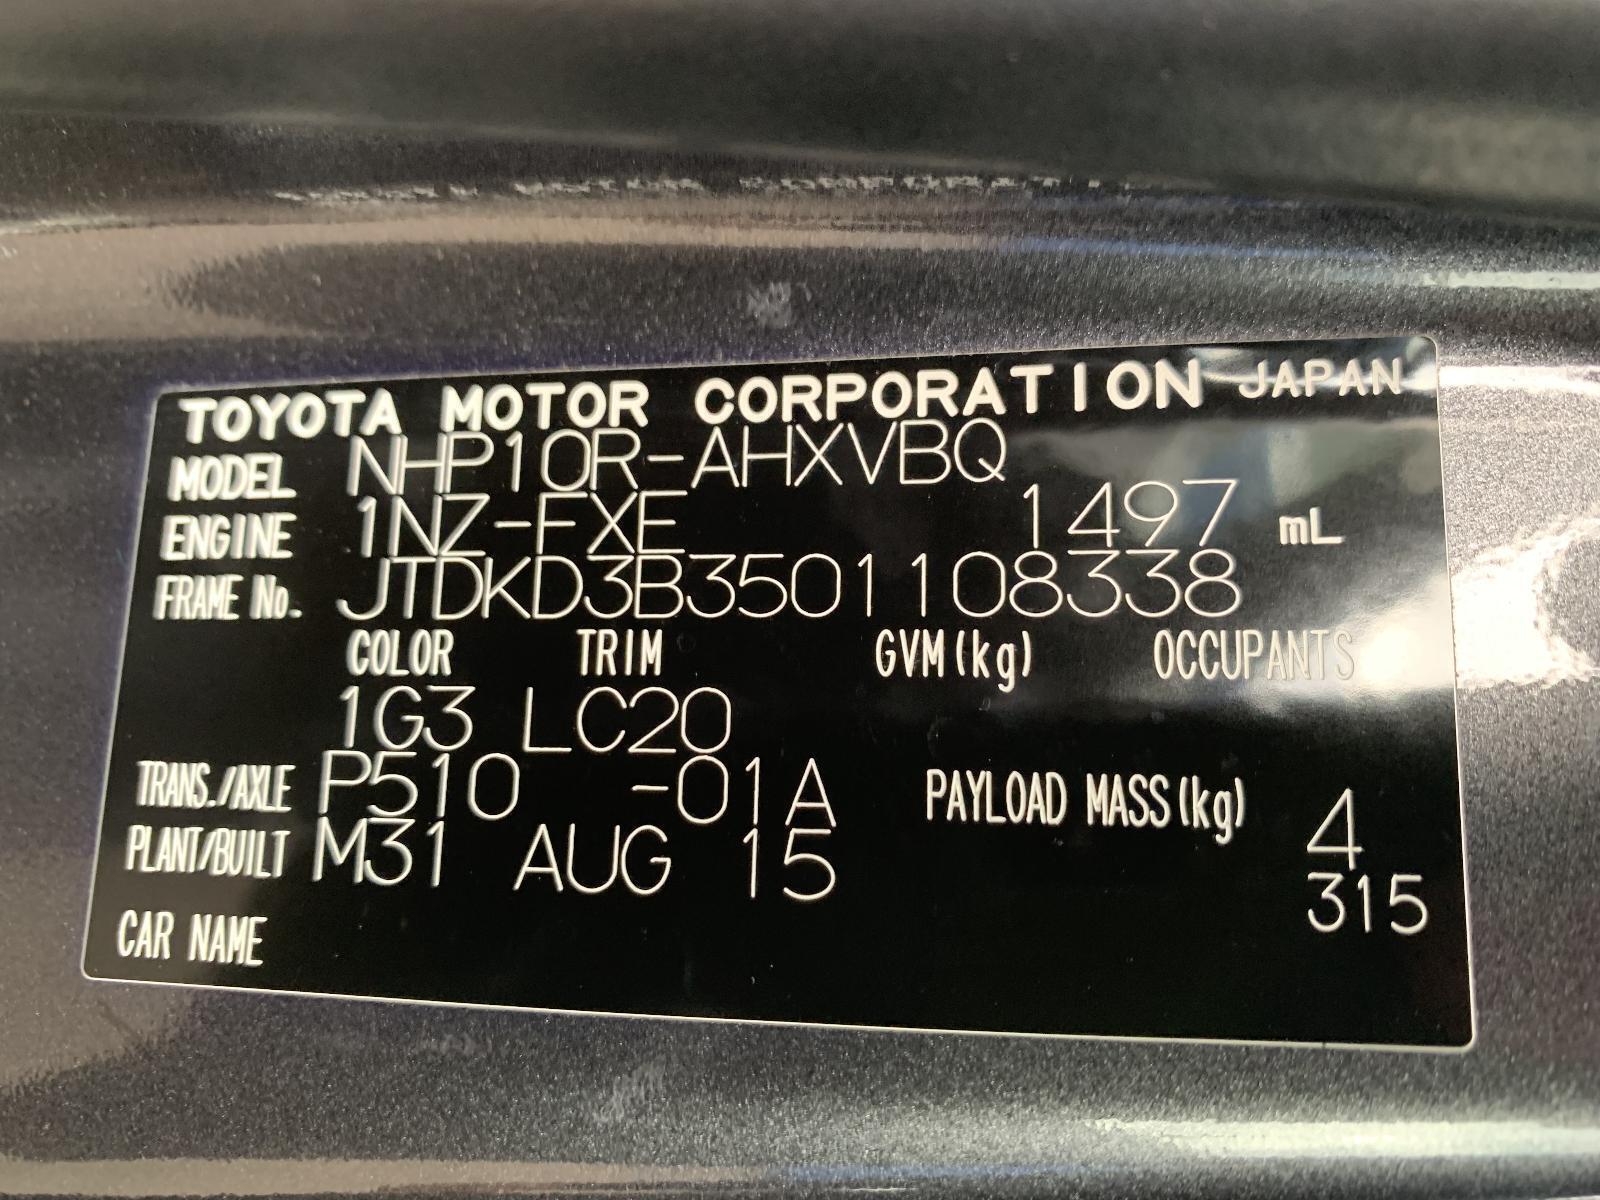 TOYOTA MOTOR CORPORATION JAPAN
MODEL NHP10R-AHXVBQ
ENGINE 1NZ-FXE 1497 mL
FRAME No. JTDKD3B3501108338
COLOR TRIM GVM(kg) OCCUPANTS
1G3 LC20
TRANS./AXLE P510 -01A PAYLOAD MASS(kg) 4
PLANT/BUILT M31 AUG 15 315
CAR NAME